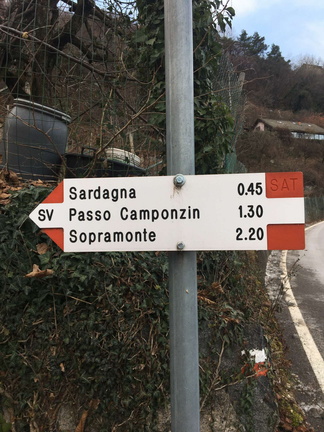 Sardagna 0.45 SAT
SV Passo Camponzin 1.30
Sopramonte 2.20